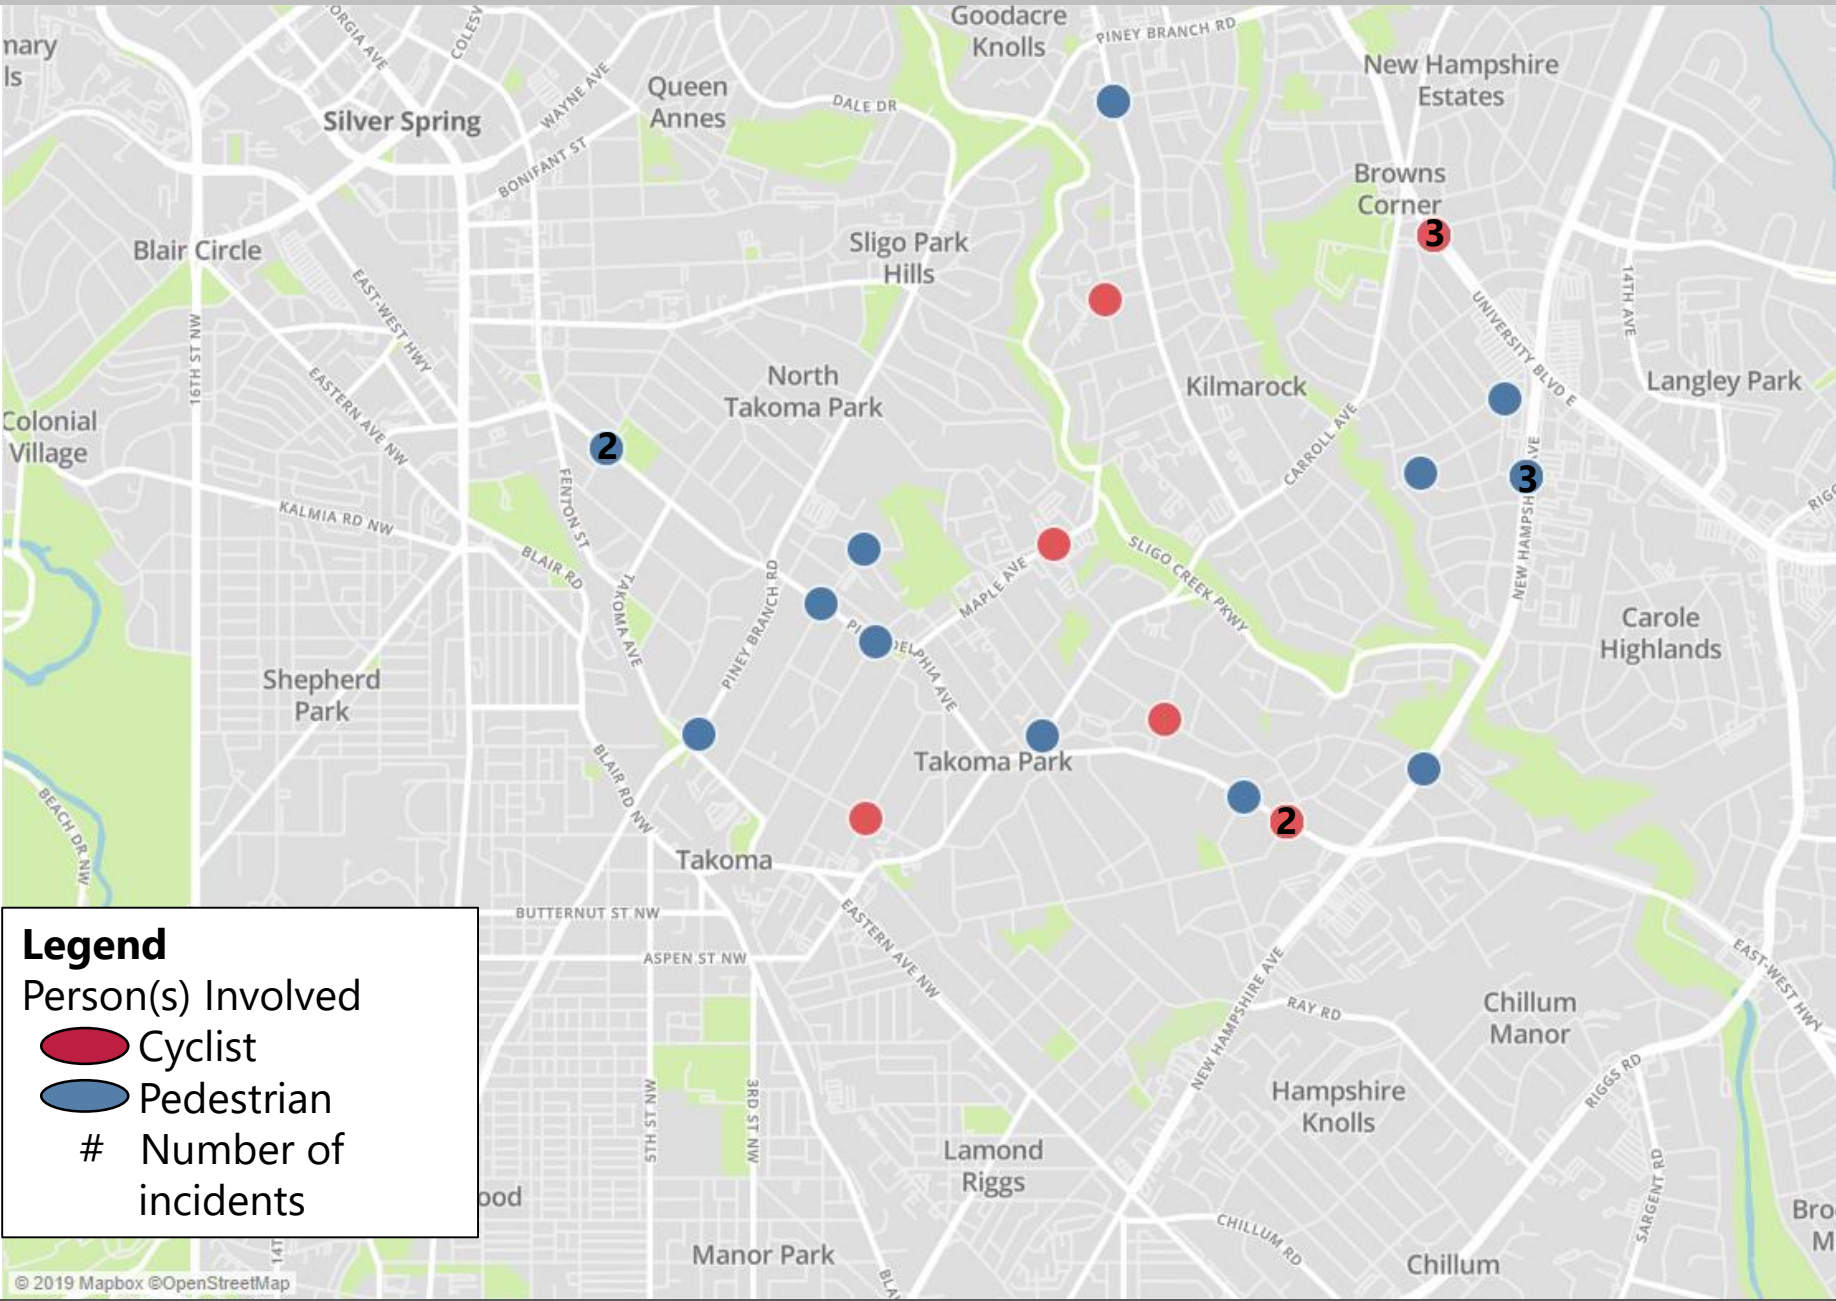 Goodacre
Knolls
PINEY BRANCH RD
New Hampshire
Estates
COLESV
Queen
Annes
WAYNE AVE
DALE DR
Silver Spring
BONIFANT ST
Browns
Corner
3
Blair Circle
Sligo Park
Hills
EAST-WEST HWY
16TH ST NW
14TH AVE
UNIVERSITY BLVD E
North
Takoma Park
Kilmarock
Langley Park
EASTERN AVE NW
Colonial
Village
2
CARROLL AVE
3
NEW HAMPSH
VE
FENTON ST
KALMIA RD NW
BLAIR RD
TAKOMA AVE
PINEY BRANCH RD
MAPLE AVE
SLIGO CREEK PKWY
PI
DELPHIA AVE
Carole
Highlands
Shepherd
Park
Takoma Park
BLAIR RD NW
BEACH DR NW
2
Takoma
BUTTERNUT ST NW
ASPEN ST NW
EASTERN AVE NW
NEW HAMPSHIRE AVE
EAST-WEST HWY
RAY RD
Chillum
Manor
RIGGS RD
5TH ST NW
3RD ST NW
Hampshire
Knolls
Lamond
Riggs
SARGENT RD
CHILLUM RD
Manor Park
Chillum
Legend
Person(s) Involved
Cyclist
Pedestrian
# Number of
incidents
© 2019 Mapbox ©OpenStreetMap